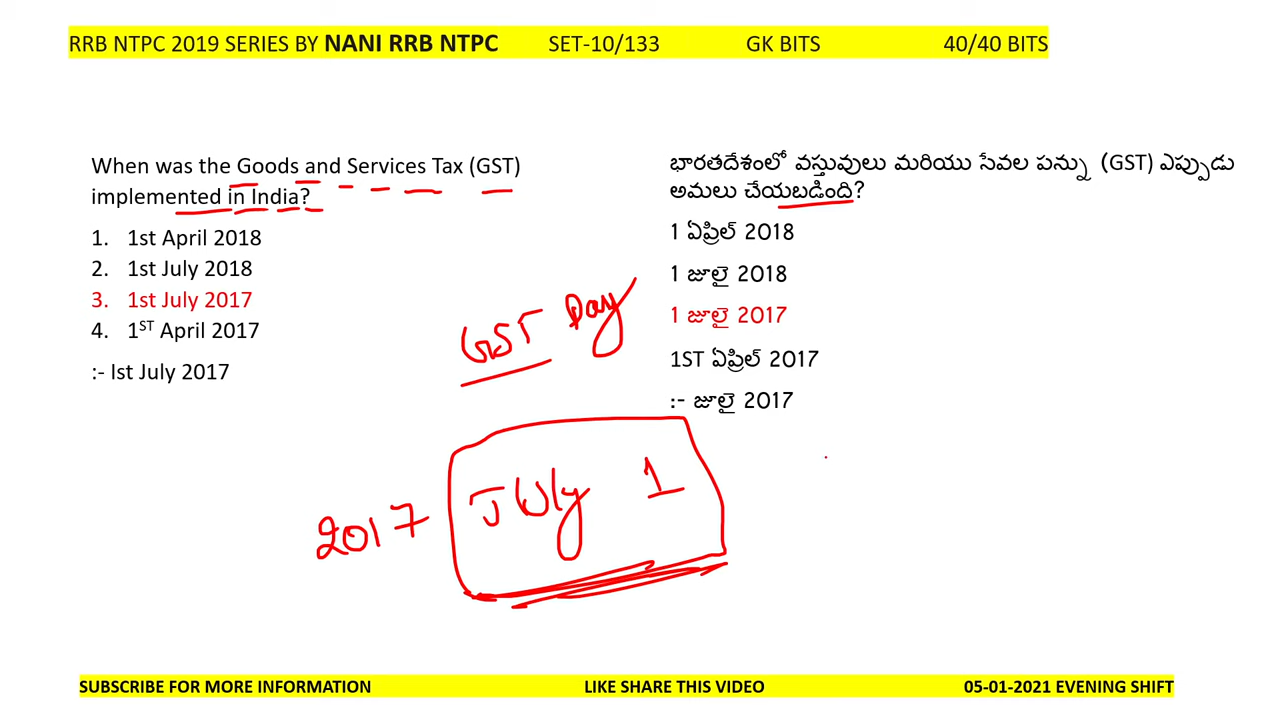 RRB NTPC 2019 SERIES BY NANI RRB NTPC SET-10/133 GK BITS 40/40 BITS
When was the Goods and Services Tax (GST)
implemented in India?
1. 1st April 2018
2. 1st July 2018
3. 1st July 2017
4. 1ST April 2017
:- Ist July 2017
భారతదేశంలో వస్తువులు మరియు సేవల పన్ను (GST) ఎప్పుడు
అమలు చేయబడింది?
1 ఏప్రిల్ 2018
1 జూలై 2018
1 జూలై 2017
1ST ఏప్రిల్ 2017
:- జూలై 2017
GST Day
2017 July 1
SUBSCRIBE FOR MORE INFORMATION LIKE SHARE THIS VIDEO 05-01-2021 EVENING SHIFT